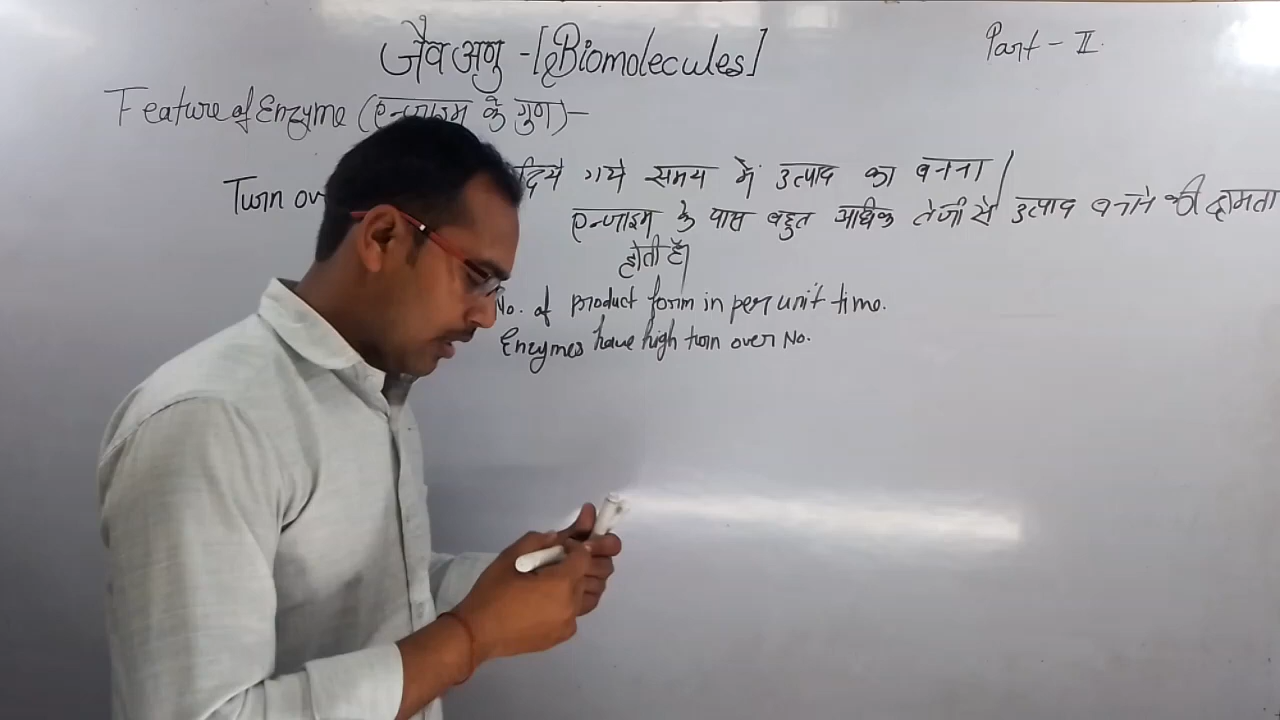 जैव अणु -[Biomolecules]
Part - II.
Feature of Enzyme (एन्जाइम के गुण)-
Turn ov दिये गये समय में उत्पाद का बनना।
एन्जाइम के पास बहुत अधिक तेजी से उत्पाद बनाने की क्षमता
होती है।
No. of product form in per unit time.
Enzymes have high turn over No.